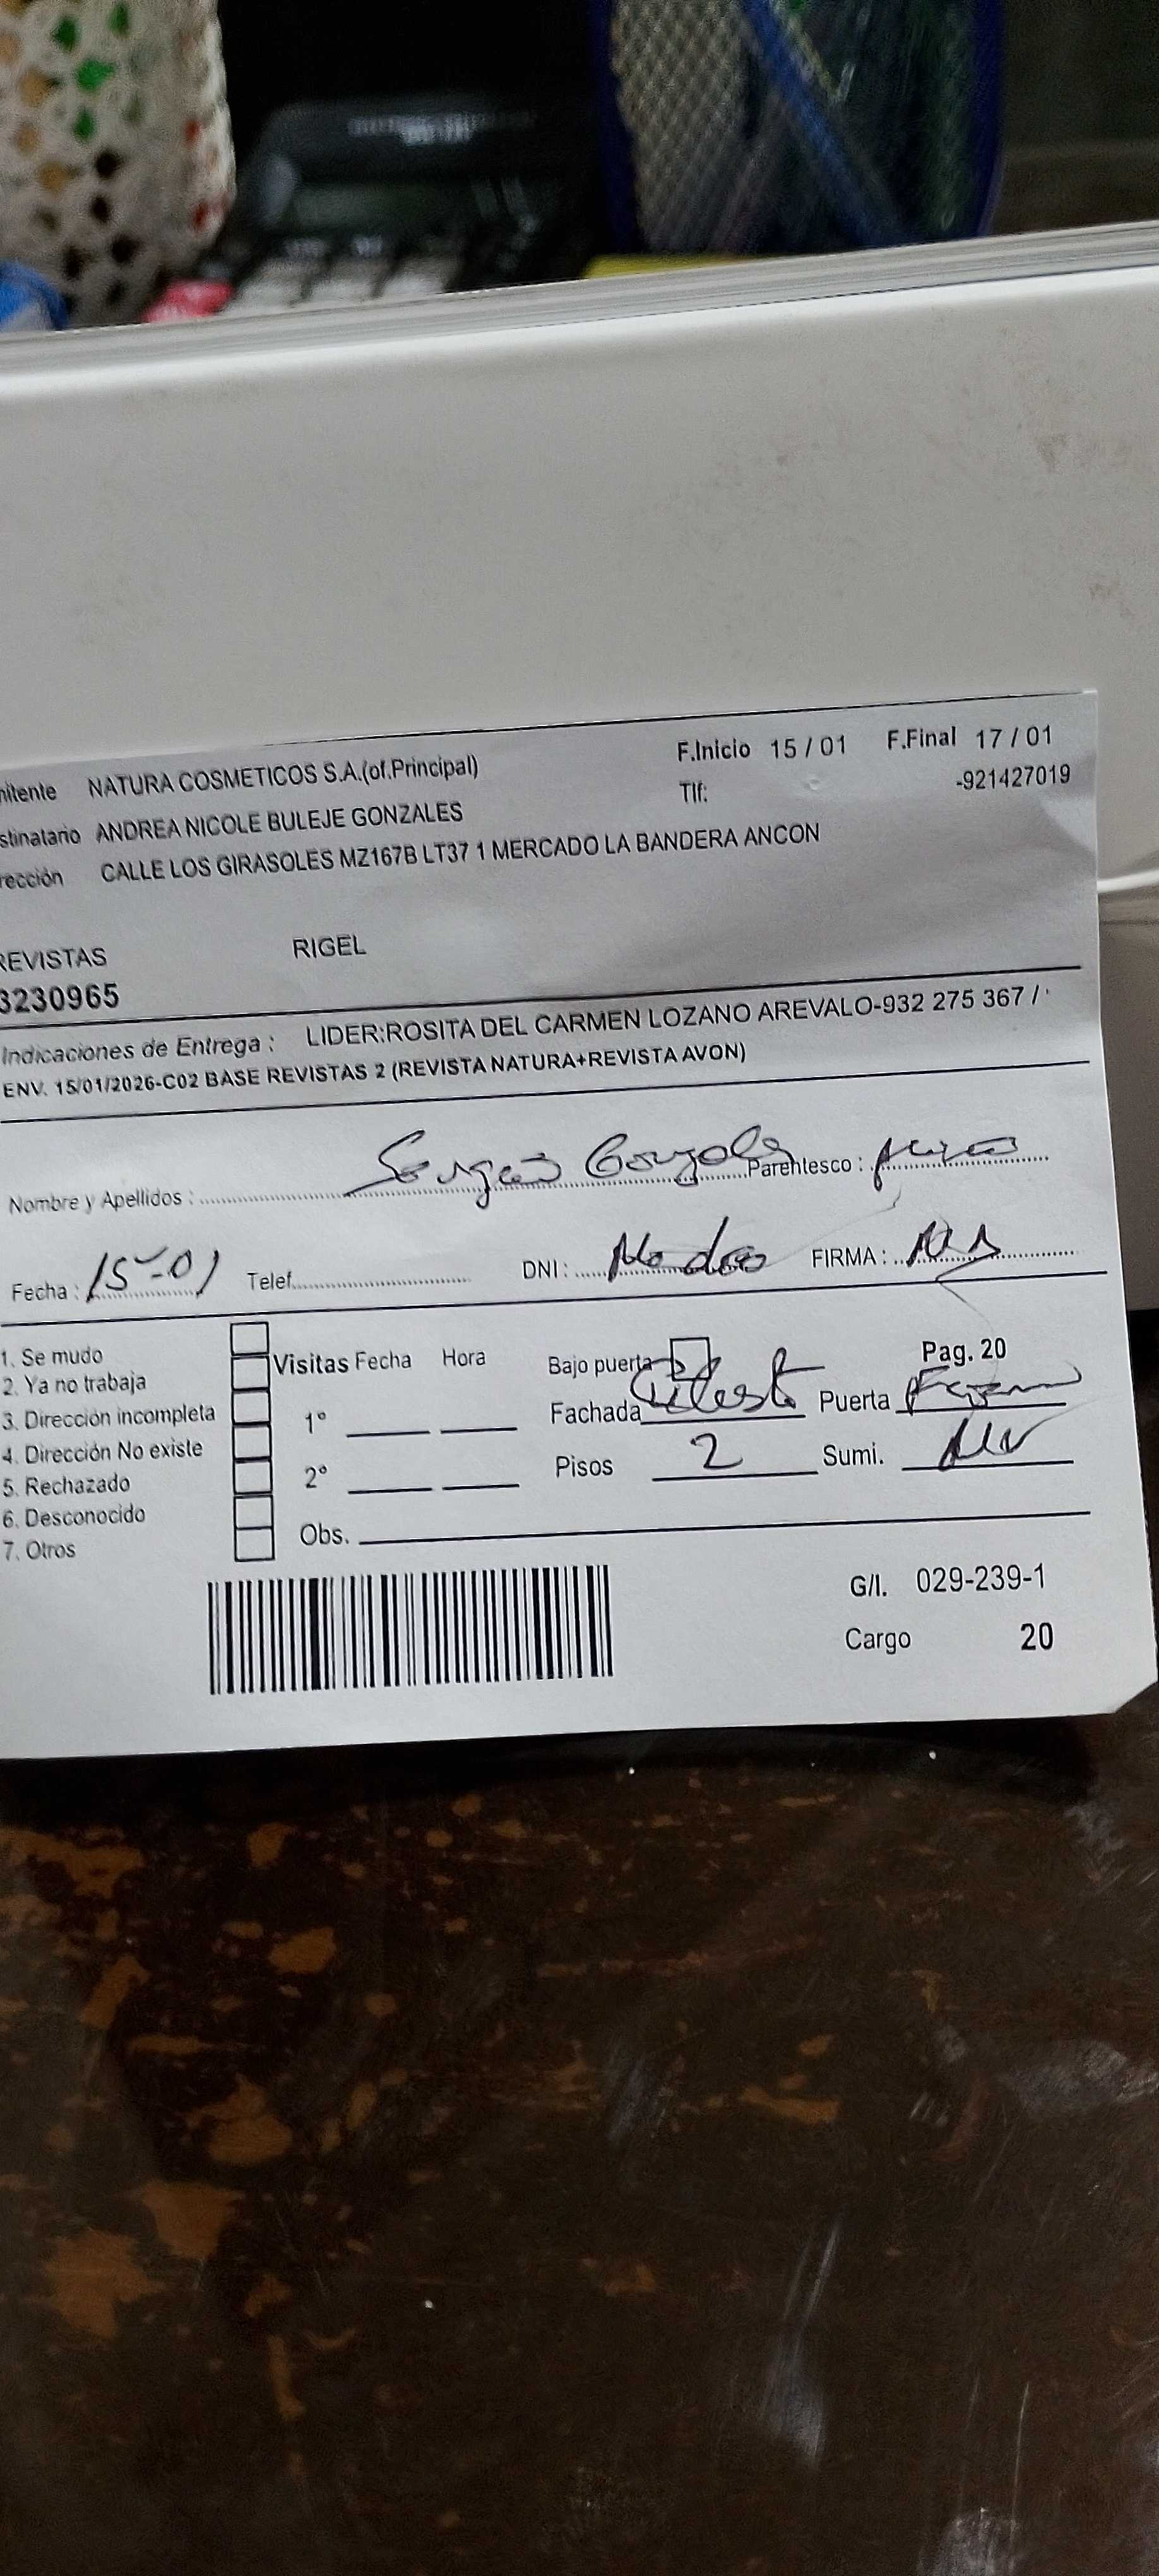 mitente NATURA COSMETICOS S.A.(of.Principal) F.Inicio 15 / 01 F.Final 17 / 01
stinatario ANDREA NICOLE BULEJE GONZALES Tlf: -921427019
rección CALLE LOS GIRASOLES MZ167B LT37 1 MERCADO LA BANDERA ANCON
REVISTAS RIGEL
3230965
Indicaciones de Entrega : LIDER:ROSITA DEL CARMEN LOZANO AREVALO-932 275 367 /
ENV. 15/01/2026-C02 BASE REVISTAS 2 (REVISTA NATURA+REVISTA AVON)
Nombre y Apellidos : Gonzales Parentesco :
Fecha : 15-01 Telef. DNI : No dio FIRMA :
1. Se mudo
2. Ya no trabaja
3. Dirección incompleta
4. Dirección No existe
5. Rechazado
6. Desconocido
7. Otros
Visitas Fecha Hora
1°
2°
Obs.
Bajo puerta Pag. 20
Fachada Celeste Puerta
Pisos 2 Sumi.
G/I. 029-239-1
Cargo 20